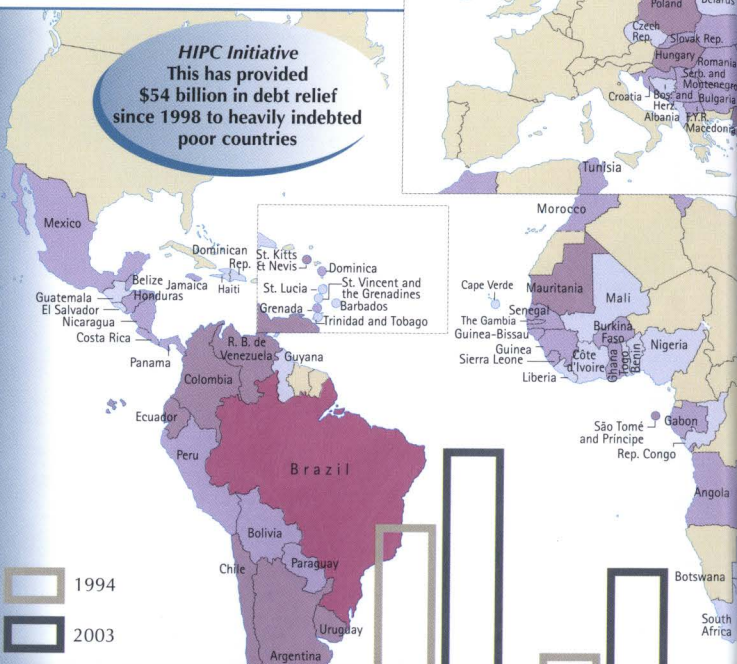 HIPC Initiative
This has provided
$54 billion in debt relief
since 1998 to heavily indebted
poor countries
Poland
Belarus
Czech
Rep.
Slovak Rep.
Hungary
Romania
Serb. and
Montenegro
Croatia
Bos. and
Herz.
Bulgaria
Albania
F.Y.R.
Macedonia
Tunisia
Morocco
Mexico
Dominican
Rep.
St. Kitts
& Nevis
Dominica
Belize
Jamaica
Haiti
St. Lucia
St. Vincent and
the Grenadines
Guatemala
Honduras
Barbados
El Salvador
Grenada
Nicaragua
Trinidad and Tobago
Costa Rica
Panama
R. B. de
Venezuela
Guyana
Colombia
Ecuador
Peru
Brazil
Bolivia
Paraguay
Chile
Uruguay
Argentina
Cape Verde
Mauritania
Mali
Senegal
The Gambia
Guinea-Bissau
Guinea
Sierra Leone
Liberia
Burkina
Faso
Côte
d'Ivoire
Ghana
Togo
Benin
Nigeria
São Tomé
and Príncipe
Gabon
Rep. Congo
Angola
Botswana
South
Africa
1994
2003